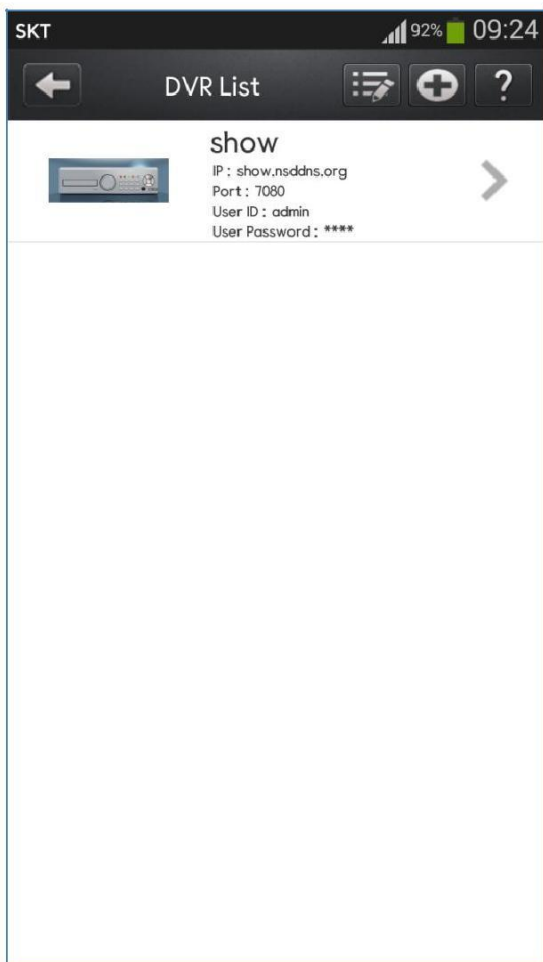 SKT 92% 09:24
DVR List ?
show
IP : show.nsddns.org
Port : 7080
User ID : admin
User Password : ****